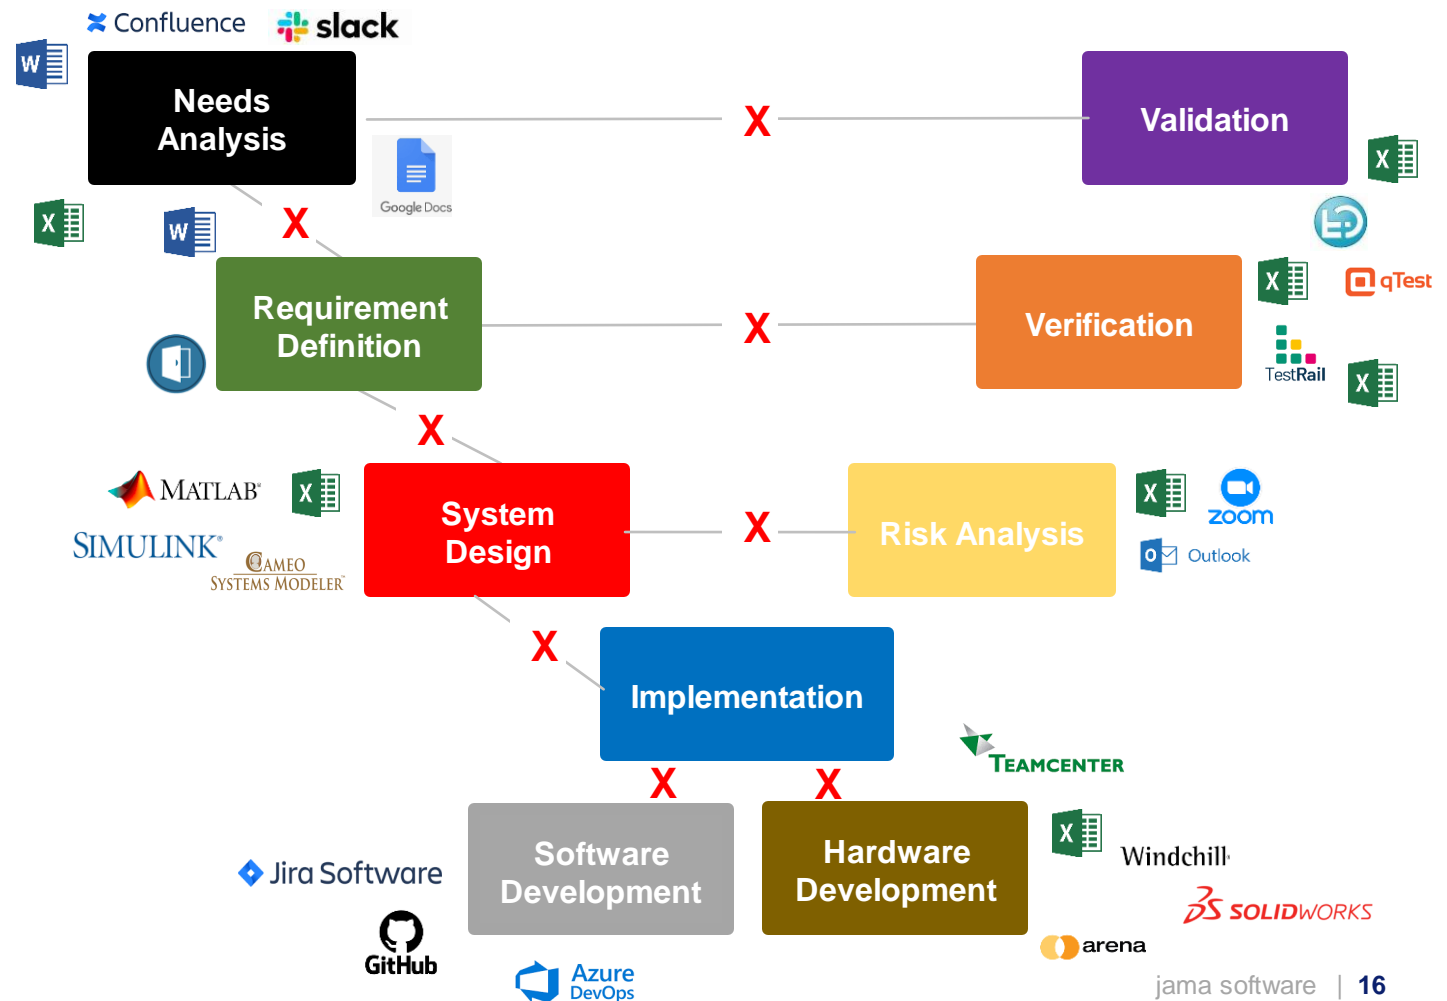 Confluence
slack
W
Needs
Analysis
X
Validation
Google Docs
X
X
W
X
Requirement
Definition
X
Verification
X
qTest
TestRail
X
X
MATLAB
X
SIMULINK
CAMEO
SYSTEMS MODELER
System
Design
X
Risk Analysis
X
zoom
O
Outlook
X
Implementation
TEAMCENTER
X
X
Software
Development
Hardware
Development
X
Windchill
Jira Software
SOLIDWORKS
GitHub
arena
Azure
DevOps
jama software | 16